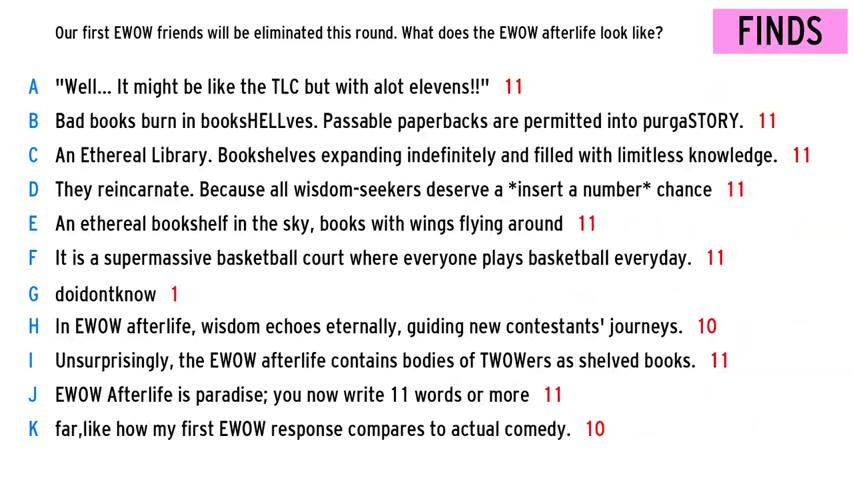 Our first EWOW friends will be eliminated this round. What does the EWOW afterlife look like?
FINDS
A "Well... It might be like the TLC but with alot elevens!!" 11
B Bad books burn in booksHELLves. Passable paperbacks are permitted into purgaSTORY. 11
C An Ethereal Library. Bookshelves expanding indefinitely and filled with limitless knowledge. 11
D They reincarnate. Because all wisdom-seekers deserve a *insert a number* chance 11
E An ethereal bookshelf in the sky, books with wings flying around 11
F It is a supermassive basketball court where everyone plays basketball everyday. 11
G doidontknow 1
H In EWOW afterlife, wisdom echoes eternally, guiding new contestants' journeys. 10
I Unsurprisingly, the EWOW afterlife contains bodies of TWOWers as shelved books. 11
J EWOW Afterlife is paradise; you now write 11 words or more 11
K far,like how my first EWOW response compares to actual comedy. 10